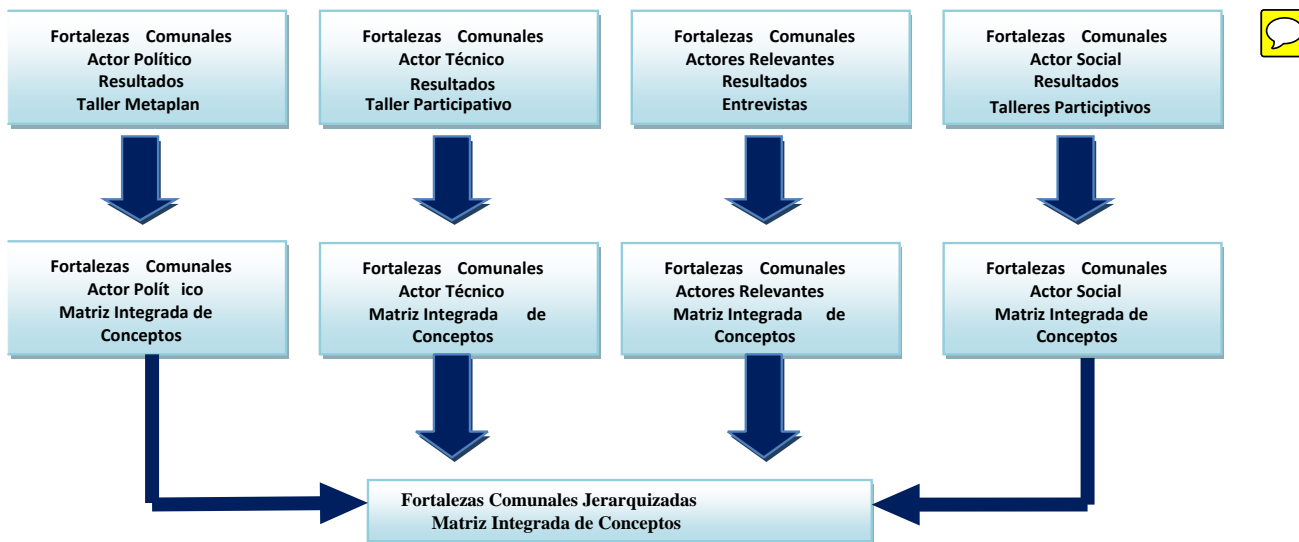 Fortalezas Comunales
Actor Político
Resultados
Taller Metaplan
Fortalezas Comunales
Actor Técnico
Resultados
Taller Participativo
Fortalezas Comunales
Actores Relevantes
Resultados
Entrevistas
Fortalezas Comunales
Actor Social
Resultados
Talleres Participtivos
Fortalezas Comunales
Actor Polít ico
Matriz Integrada de
Conceptos
Fortalezas Comunales
Actor Técnico
Matriz Integrada de
Conceptos
Fortalezas Comunales
Actores Relevantes
Matriz Integrada de
Conceptos
Fortalezas Comunales
Actor Social
Matriz Integrada de
Conceptos
Fortalezas Comunales Jerarquizadas
Matriz Integrada de Conceptos